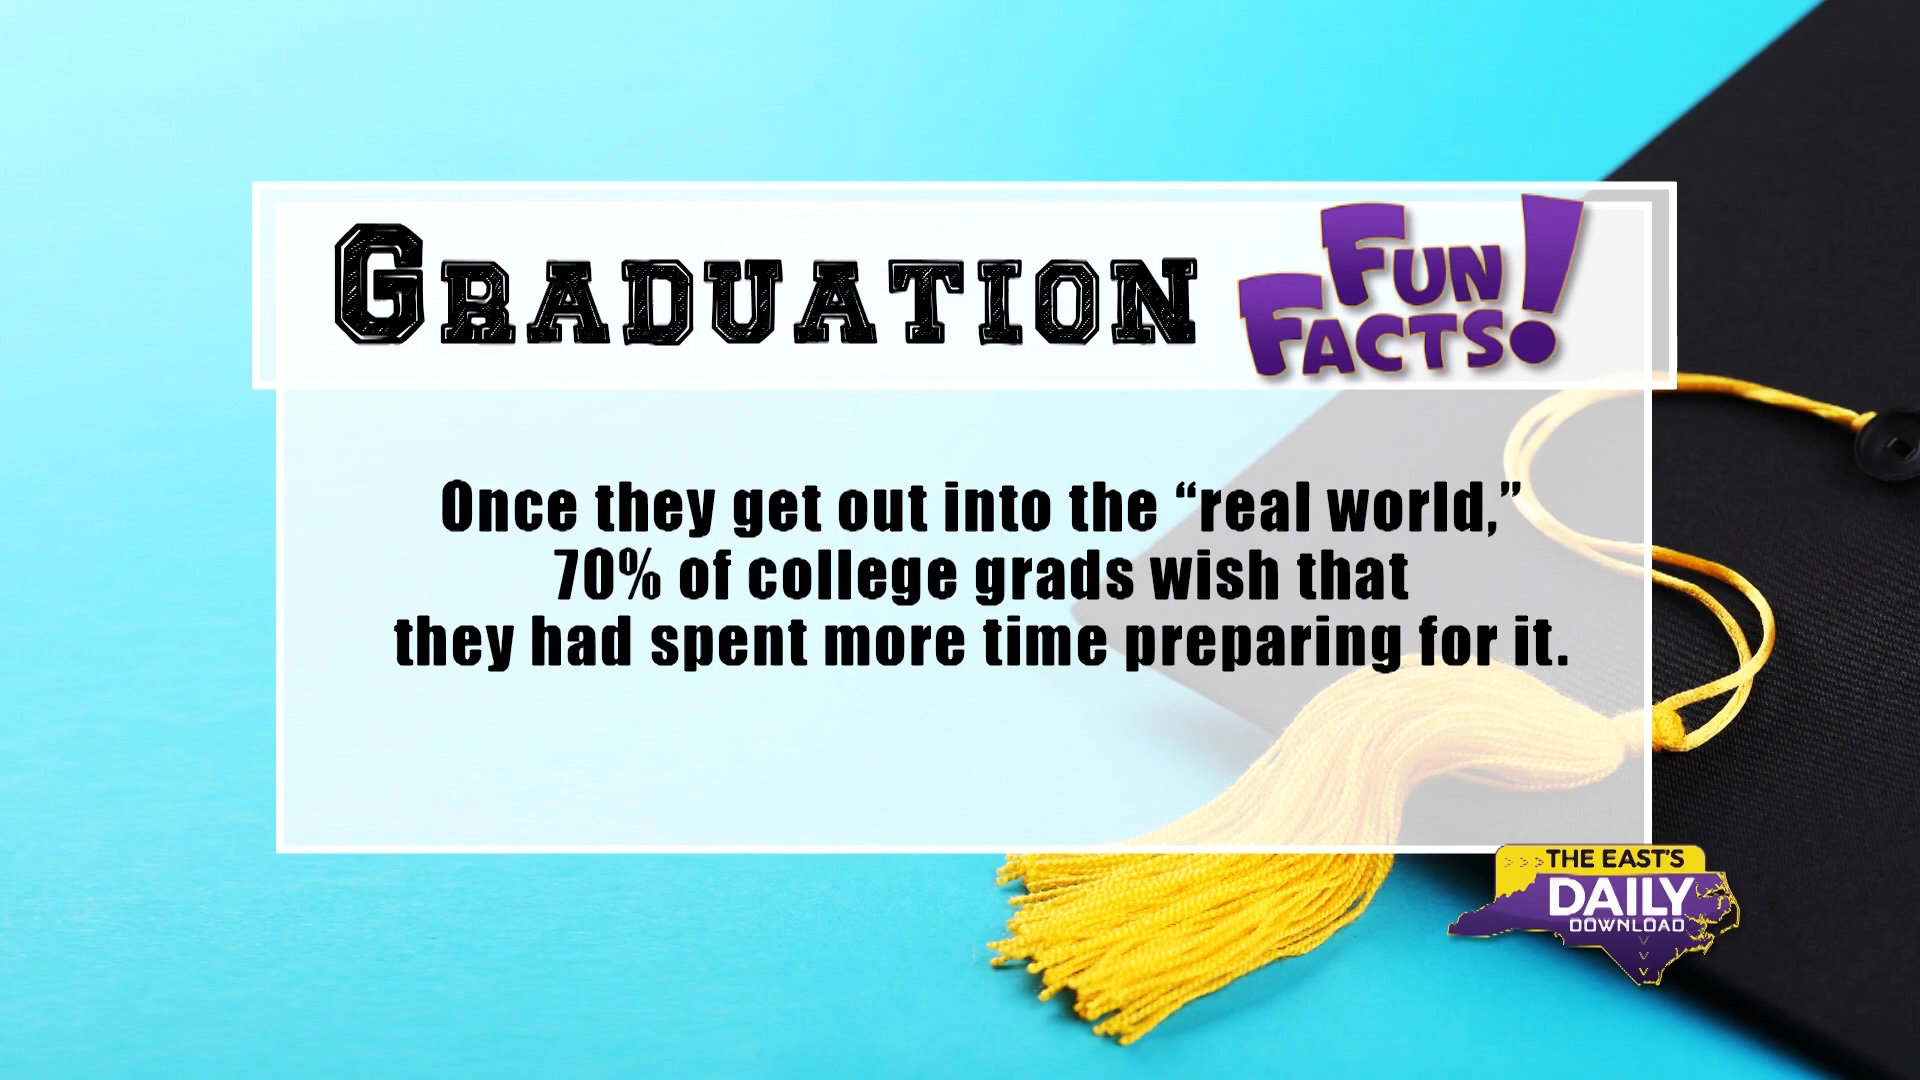 GRADUATION
FUN
FACTS!
Once they get out into the “real world,”
70% of college grads wish that
they had spent more time preparing for it.
THE EAST'S
DAILY
DOWNLOAD